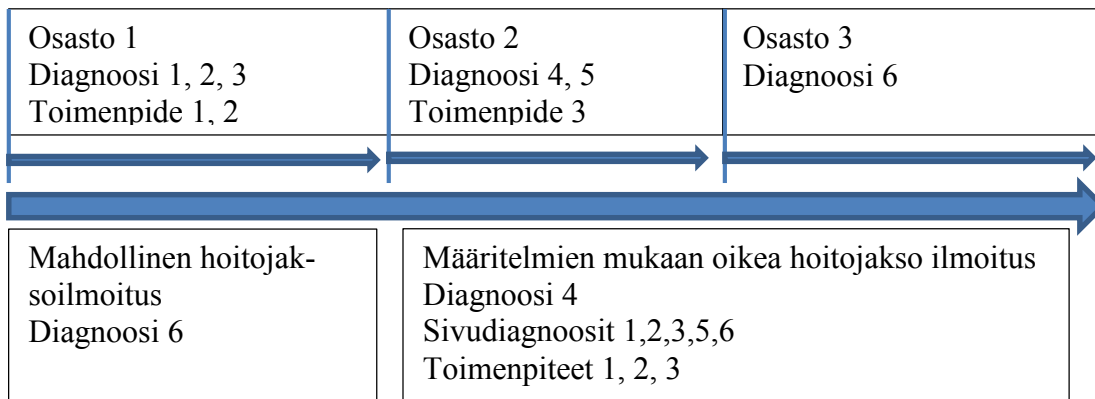 Osasto 1
Diagnoosi 1, 2, 3
Toimenpide 1, 2
Osasto 2
Diagnoosi 4, 5
Toimenpide 3
Osasto 3
Diagnoosi 6
Mahdollinen hoitojak-
soilmoitus
Diagnoosi 6
Määritelmien mukaan oikea hoitojakso ilmoitus
Diagnoosi 4
Sivudiagnoosit 1,2,3,5,6
Toimenpiteet 1, 2, 3